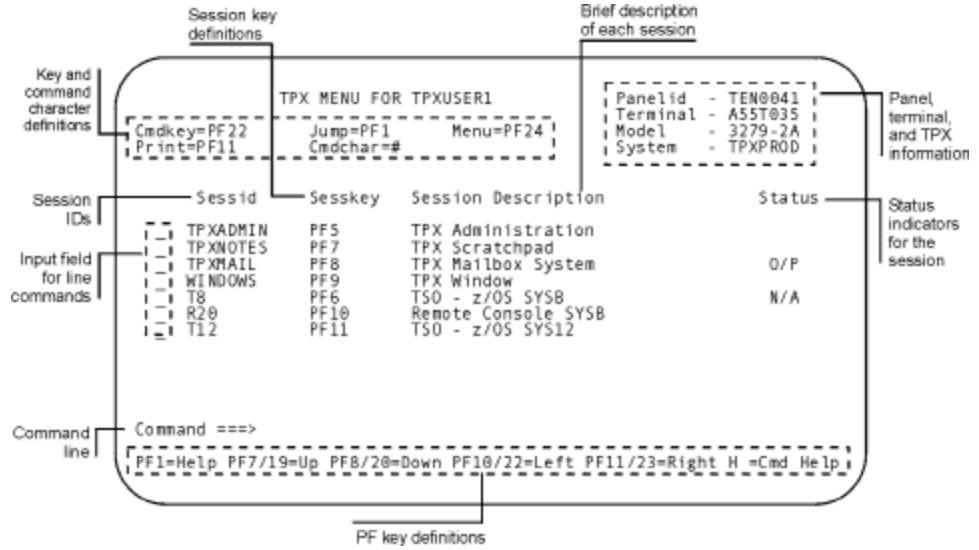 Session key
definitions
Brief description
of each session
Key and
command
character
definitions
TPX MENU FOR TPXUSER1
Panelid - TEN0041
Terminal - A55T035
Model - 3279-2A
System - TPXPROD
Panel,
terminal,
and TPX
information
Cmdkey=PF22 Jump=PF1 Menu=PF24
Print=PF11 Cmdchar=#
Session
IDs
Sessid Sesskey Session Description Status
Status
indicators
for the
session
Input field
for line
commands
_ TPXADMIN PF5 TPX Administration
_ TPXNOTES PF7 TPX Scratchpad
_ TPXMAIL PF8 TPX Mailbox System O/P
_ WINDOWS PF9 TPX Window
_ T8 PF6 TSO - z/OS SYSB N/A
_ R20 PF10 Remote Console SYSB
_ T12 PF11 TSO - z/OS SYS12
Command
line
Command ===>
PF1=Help PF7/19=Up PF8/20=Down PF10/22=Left PF11/23=Right H =Cmd Help
PF key definitions